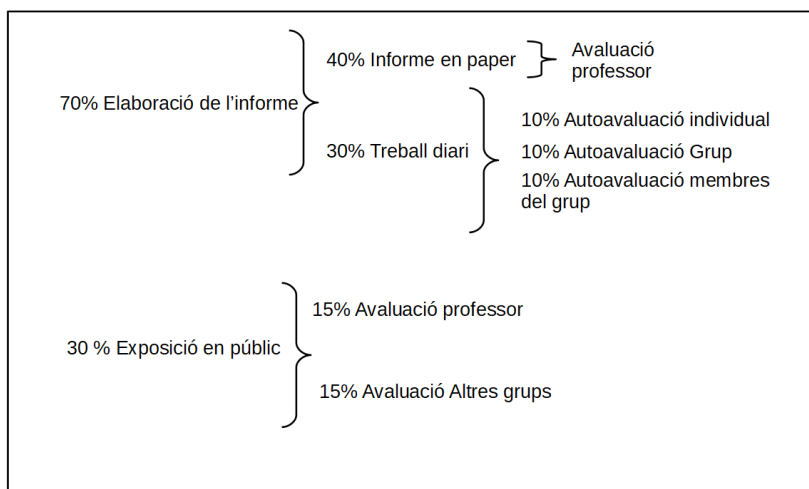 70% Elaboració de l’informe
40% Informe en paper
Avaluació
professor
30% Treball diari
10% Autoavaluació individual
10% Autoavaluació Grup
10% Autoavaluació membres
del grup
30 % Exposició en públic
15% Avaluació professor
15% Avaluació Altres grups